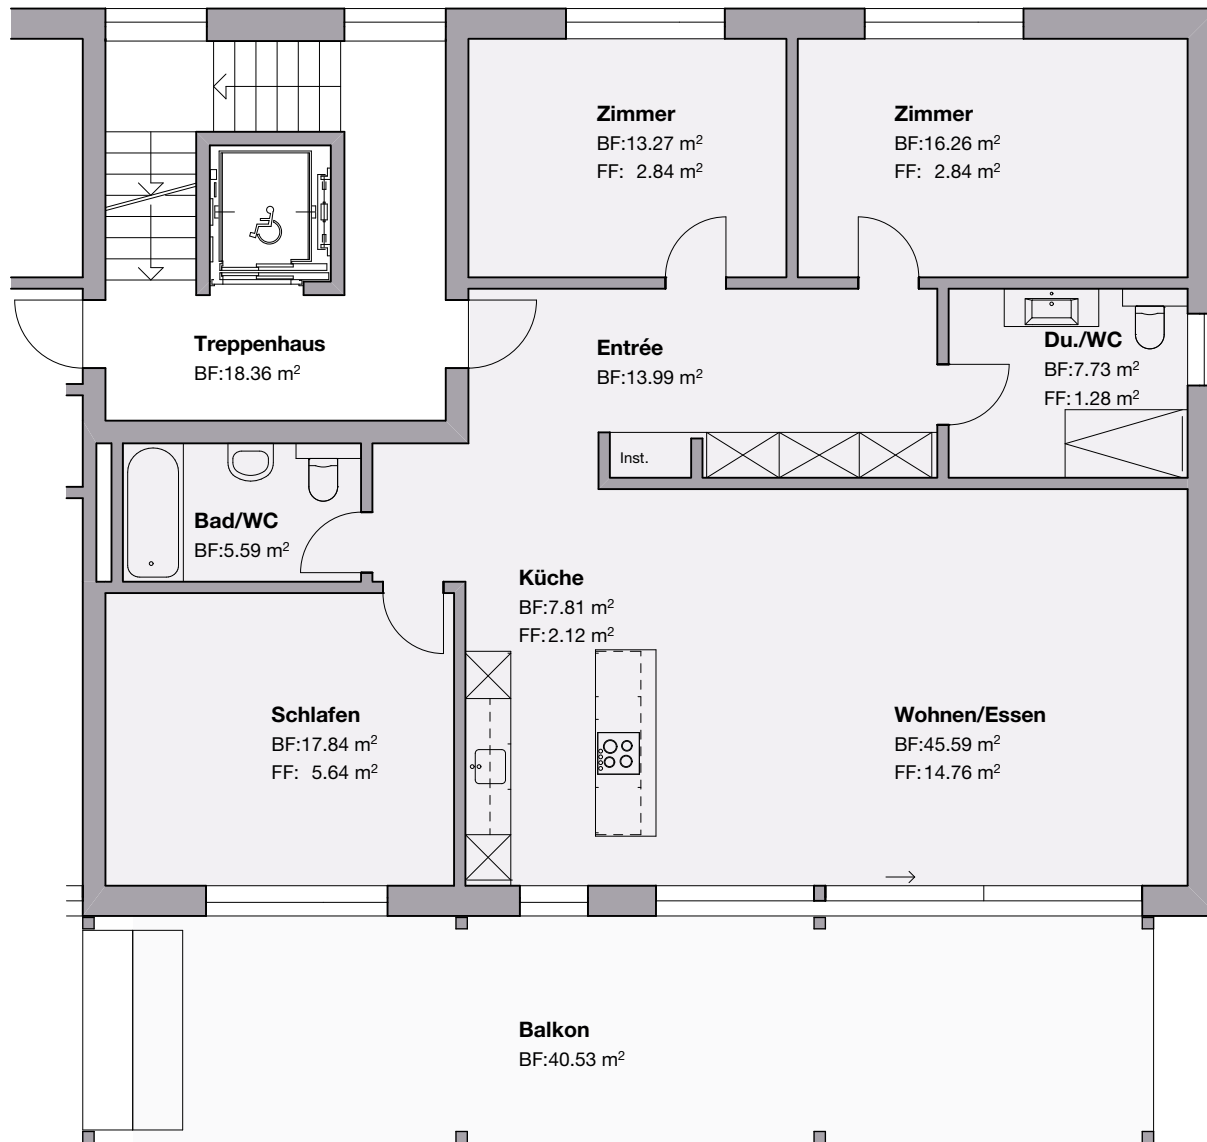 Zimmer
BF:13.27 m²
FF: 2.84 m²
Zimmer
BF:16.26 m²
FF: 2.84 m²
Treppenhaus
BF:18.36 m²
Entrée
BF:13.99 m²
Du./WC
BF:7.73 m²
FF:1.28 m²
Inst.
Bad/WC
BF:5.59 m²
Küche
BF:7.81 m²
FF:2.12 m²
Schlafen
BF:17.84 m²
FF: 5.64 m²
Wohnen/Essen
BF:45.59 m²
FF:14.76 m²
Balkon
BF:40.53 m²